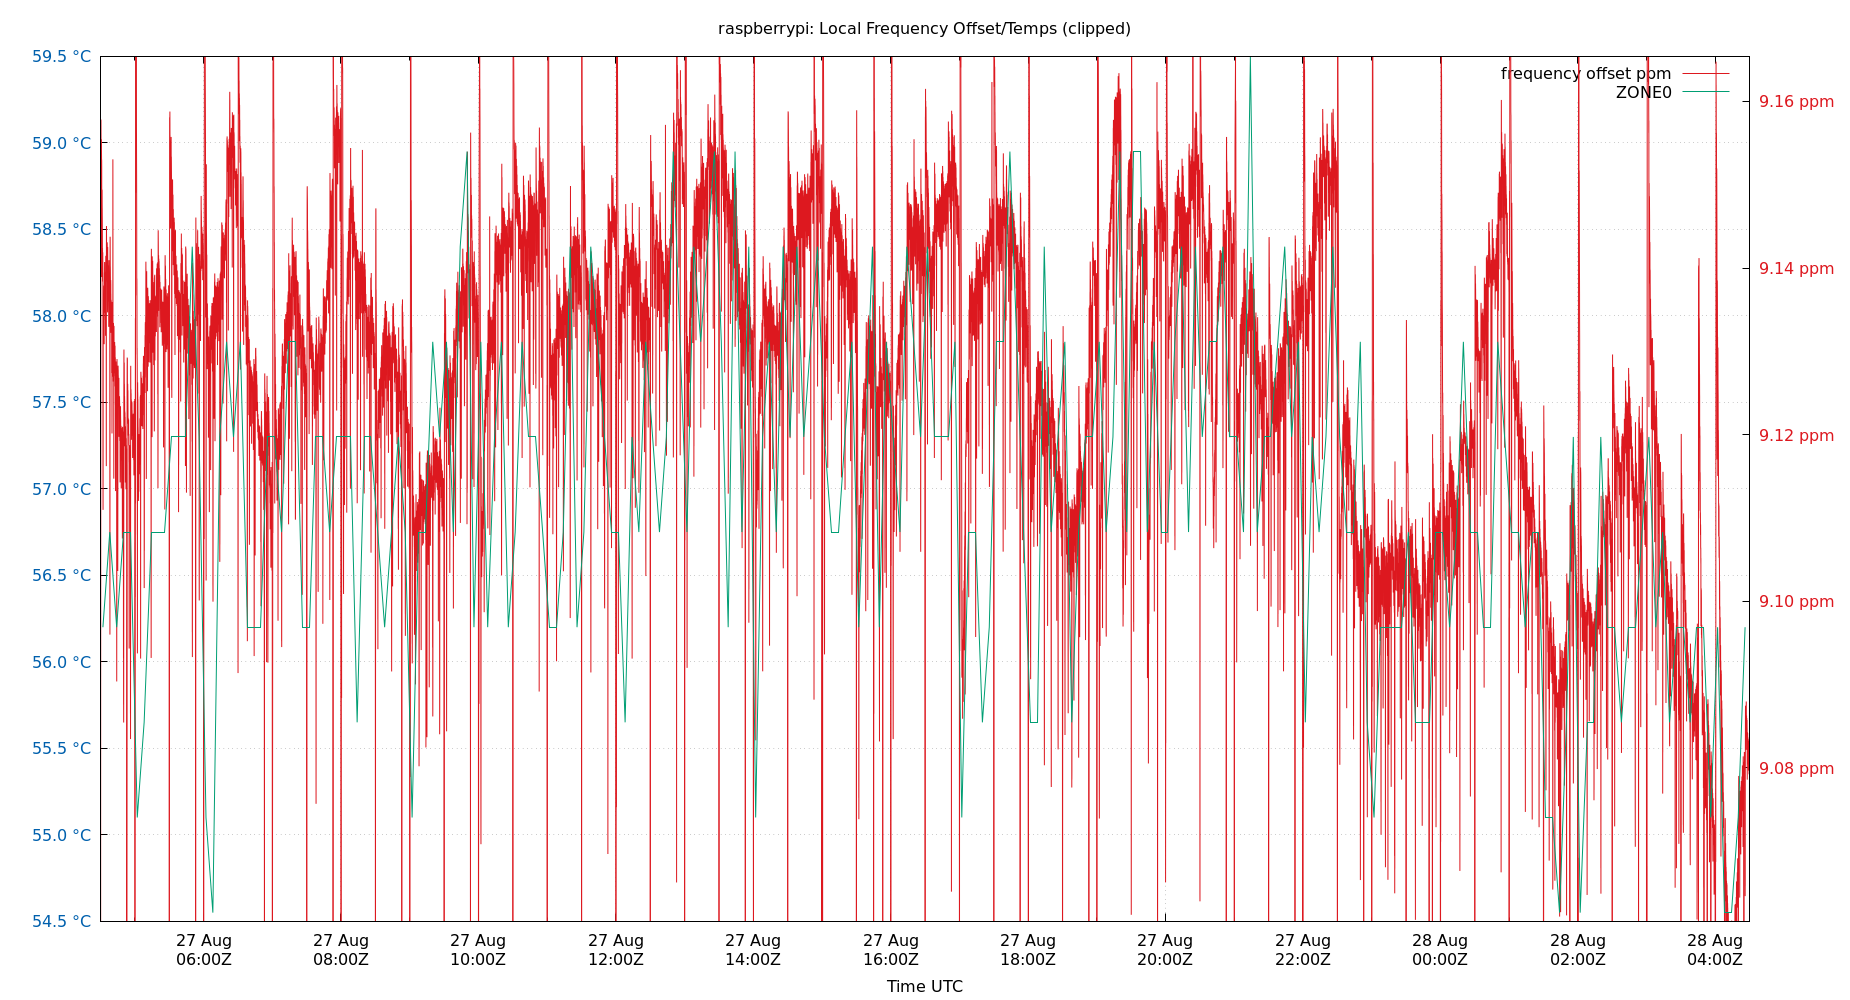 raspberrypi: Local Frequency Offset/Temps (clipped)
59.5 °C
59.0 °C
58.5 °C
58.0 °C
57.5 °C
57.0 °C
56.5 °C
56.0 °C
55.5 °C
55.0 °C
54.5 °C
frequency offset ppm
ZONE0
9.16 ppm
9.14 ppm
9.12 ppm
9.10 ppm
9.08 ppm
27 Aug
06:00Z
27 Aug
08:00Z
27 Aug
10:00Z
27 Aug
12:00Z
27 Aug
14:00Z
27 Aug
16:00Z
27 Aug
18:00Z
27 Aug
20:00Z
27 Aug
22:00Z
28 Aug
00:00Z
28 Aug
02:00Z
28 Aug
04:00Z
Time UTC